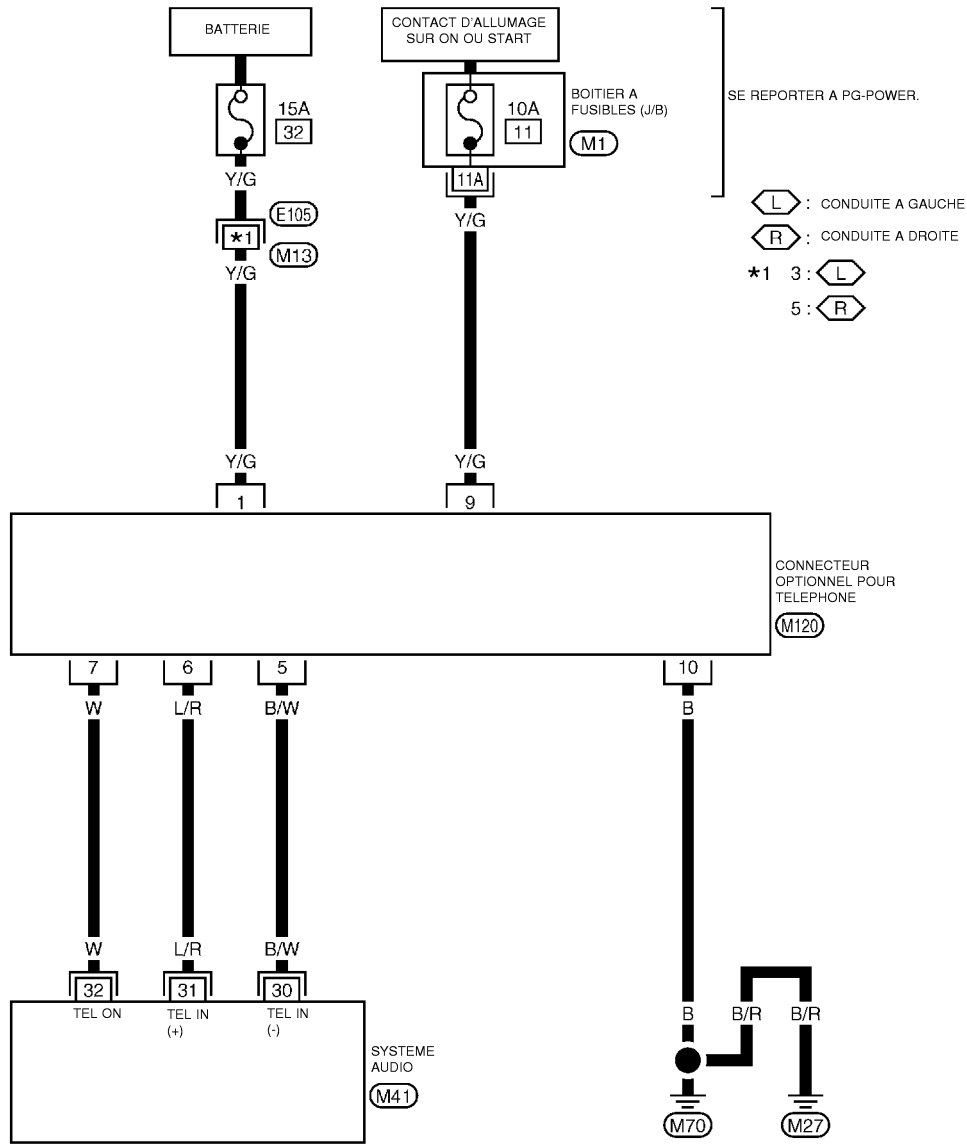 BATTERIE
CONTACT D'ALLUMAGE
SUR ON OU START
15A
32
10A
11
BOITIER A
FUSIBLES (J/B)
M1
SE REPORTER A PG-POWER.
11A
Y/G
Y/G
E105
*1
M13
Y/G
L : CONDUITE A GAUCHE
R : CONDUITE A DROITE
*1 3 : L
5 : R
Y/G
Y/G
1
9
CONNECTEUR
OPTIONNEL POUR
TELEPHONE
M120
7
6
5
10
W
L/R
B/W
B
W
L/R
B/W
32
31
30
TEL ON
TEL IN
(+)
TEL IN
(-)
B
B/R
B/R
SYSTEME
AUDIO
M41
M70
M27